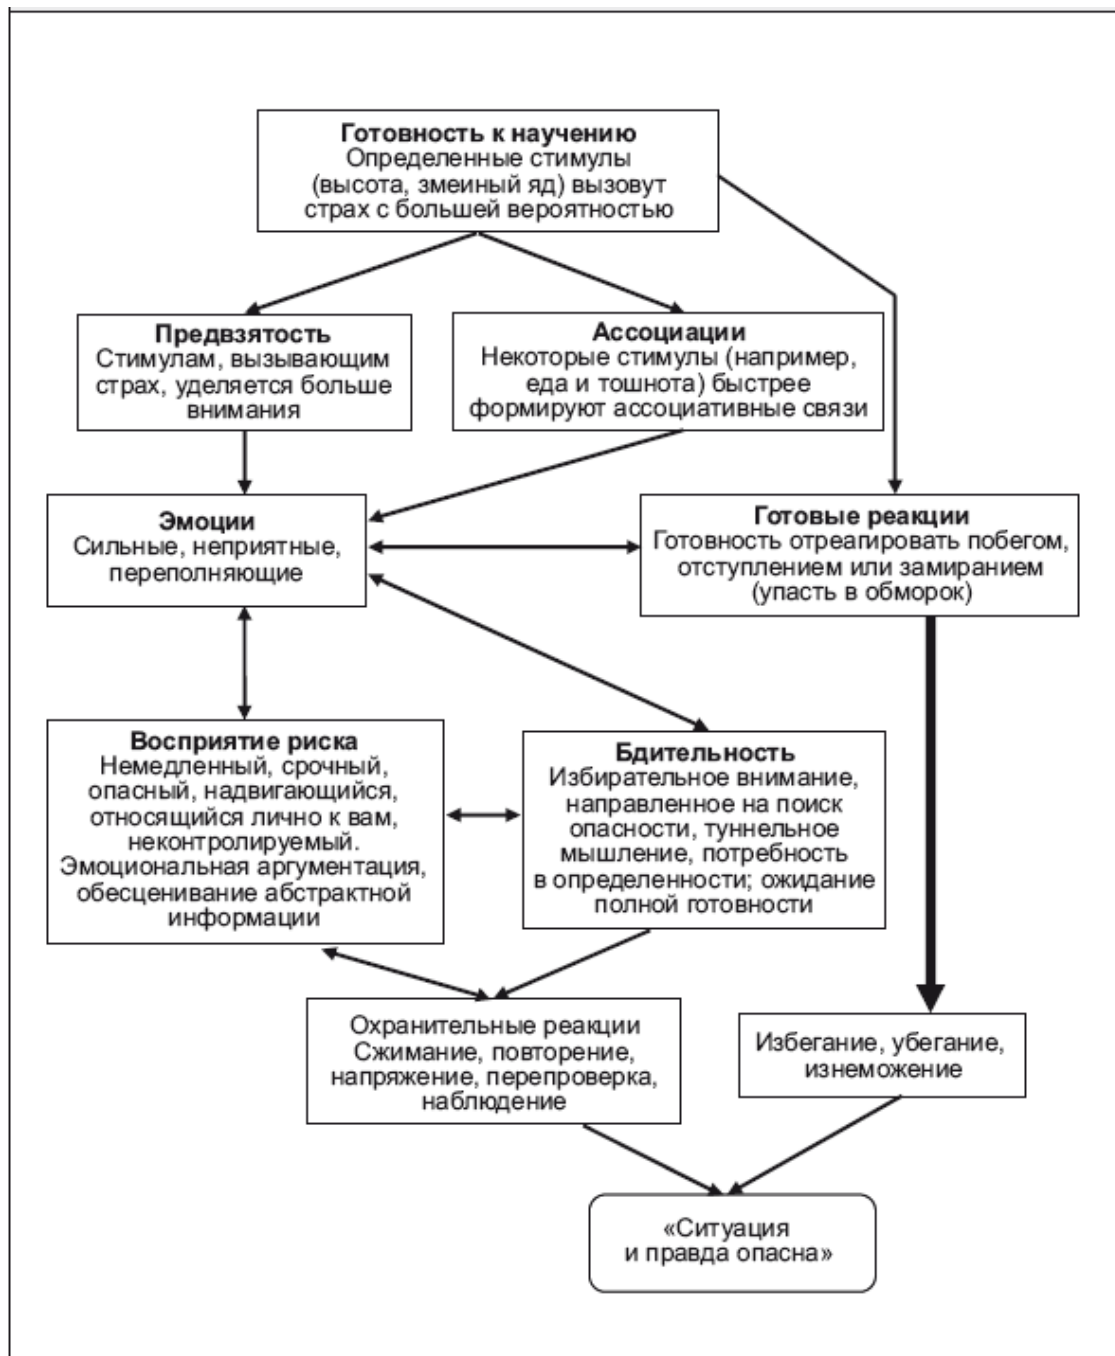 Готовность к научению
Определенные стимулы
(высота, змеиный яд) вызовут
страх с большей вероятностью
Предвзятость
Стимулам, вызывающим
страх, уделяется больше
внимания
Ассоциации
Некоторые стимулы (например,
еда и тошнота) быстрее
формируют ассоциативные связи
Эмоции
Сильные, неприятные,
переполняющие
Готовые реакции
Готовность отреагировать побегом,
отступлением или замиранием
(упасть в обморок)
Восприятие риска
Немедленный, срочный,
опасный, надвигающийся,
относящийся лично к вам,
неконтролируемый.
Эмоциональная аргументация,
обесценивание абстрактной
информации
Бдительность
Избирательное внимание,
направленное на поиск
опасности, туннельное
мышление, потребность
в определенности; ожидание
полной готовности
Охранительные реакции
Сжимание, повторение,
напряжение, перепроверка,
наблюдение
Избегание, убегание,
изнеможение
«Ситуация
и правда опасна»